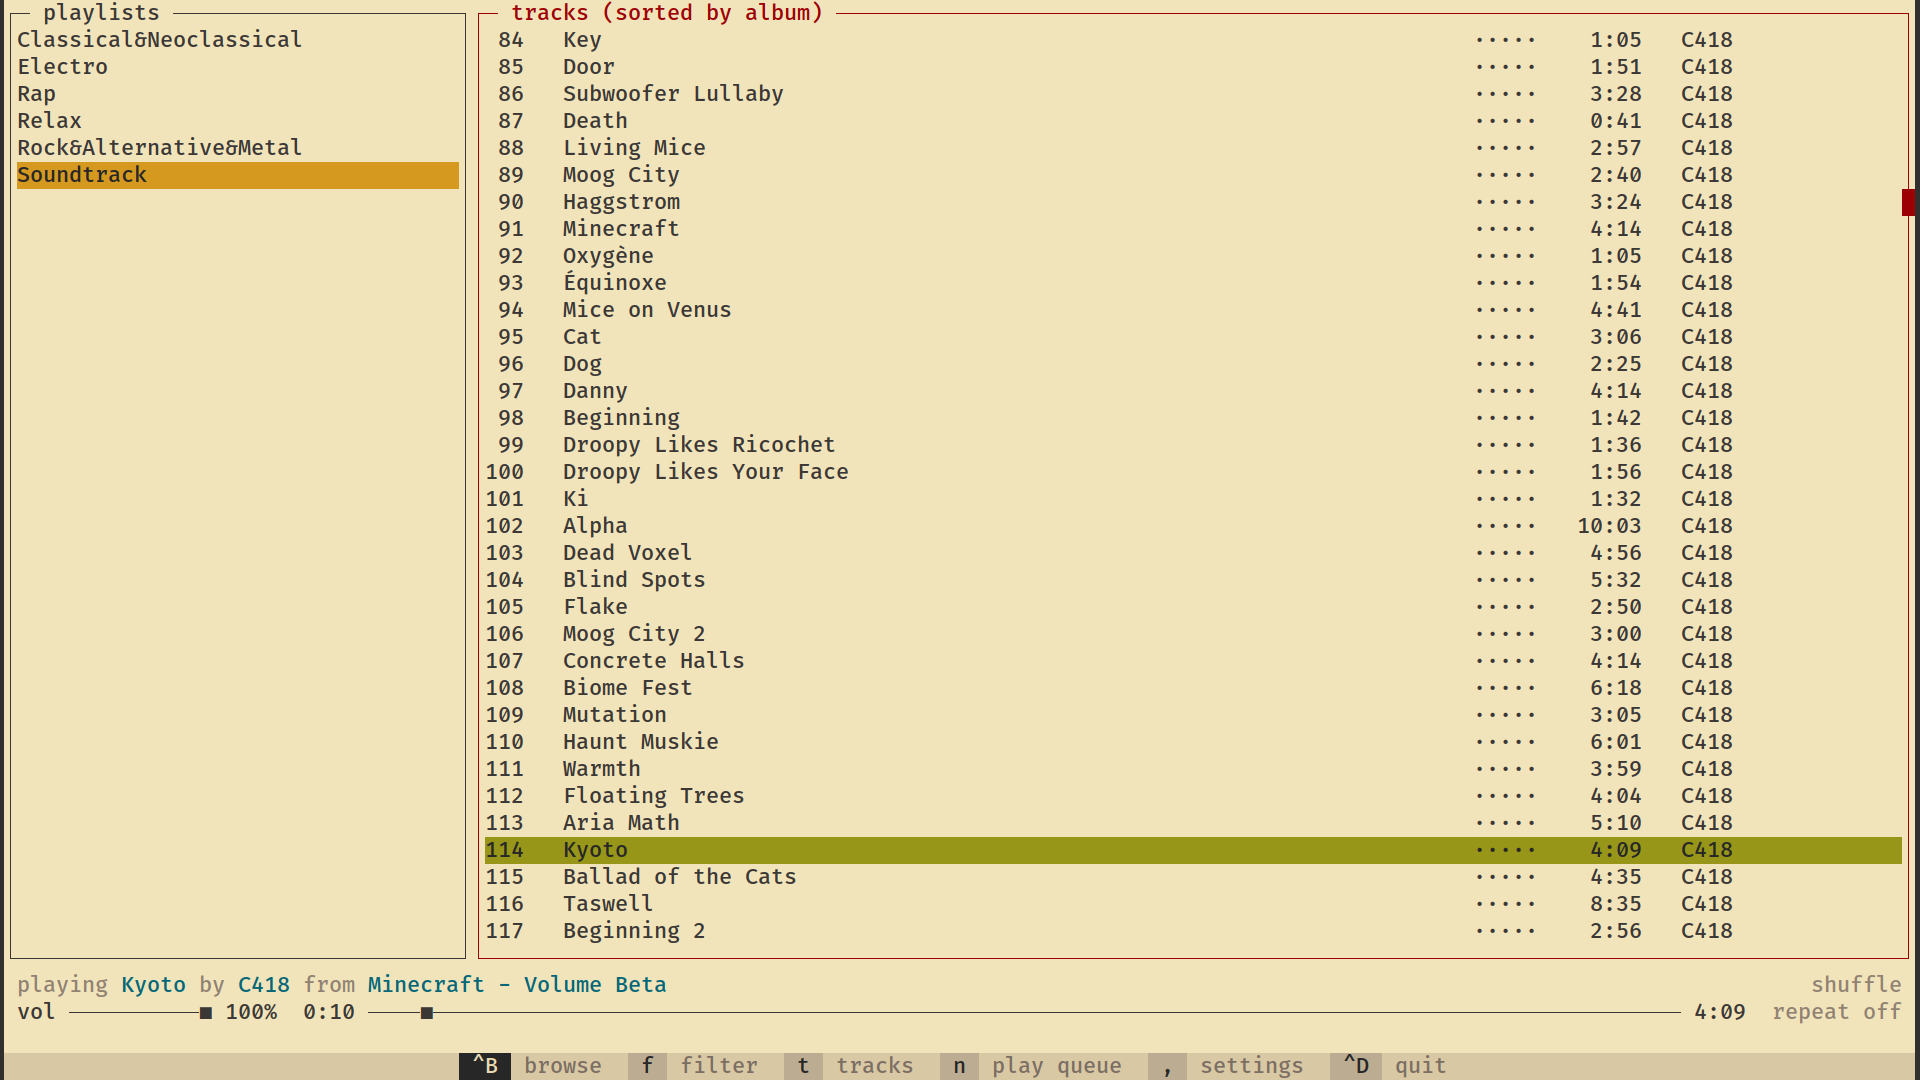 playlists
Classical&Neoclassical
Electro
Rap
Relax
Rock&Alternative&Metal
Soundtrack
tracks (sorted by album)
84 Key ····· 1:05 C418
85 Door ····· 1:51 C418
86 Subwoofer Lullaby ····· 3:28 C418
87 Death ····· 0:41 C418
88 Living Mice ····· 2:57 C418
89 Moog City ····· 2:40 C418
90 Haggstrom ····· 3:24 C418
91 Minecraft ····· 4:14 C418
92 Oxygène ····· 1:05 C418
93 Équinoxe ····· 1:54 C418
94 Mice on Venus ····· 4:41 C418
95 Cat ····· 3:06 C418
96 Dog ····· 2:25 C418
97 Danny ····· 4:14 C418
98 Beginning ····· 1:42 C418
99 Droopy Likes Ricochet ····· 1:36 C418
100 Droopy Likes Your Face ····· 1:56 C418
101 Ki ····· 1:32 C418
102 Alpha ····· 10:03 C418
103 Dead Voxel ····· 4:56 C418
104 Blind Spots ····· 5:32 C418
105 Flake ····· 2:50 C418
106 Moog City 2 ····· 3:00 C418
107 Concrete Halls ····· 4:14 C418
108 Biome Fest ····· 6:18 C418
109 Mutation ····· 3:05 C418
110 Haunt Muskie ····· 6:01 C418
111 Warmth ····· 3:59 C418
112 Floating Trees ····· 4:04 C418
113 Aria Math ····· 5:10 C418
114 Kyoto ····· 4:09 C418
115 Ballad of the Cats ····· 4:35 C418
116 Taswell ····· 8:35 C418
117 Beginning 2 ····· 2:56 C418
playing Kyoto by C418 from Minecraft - Volume Beta shuffle
vol 100% 0:10 4:09 repeat off
^B browse f filter t tracks n play queue , settings ^D quit